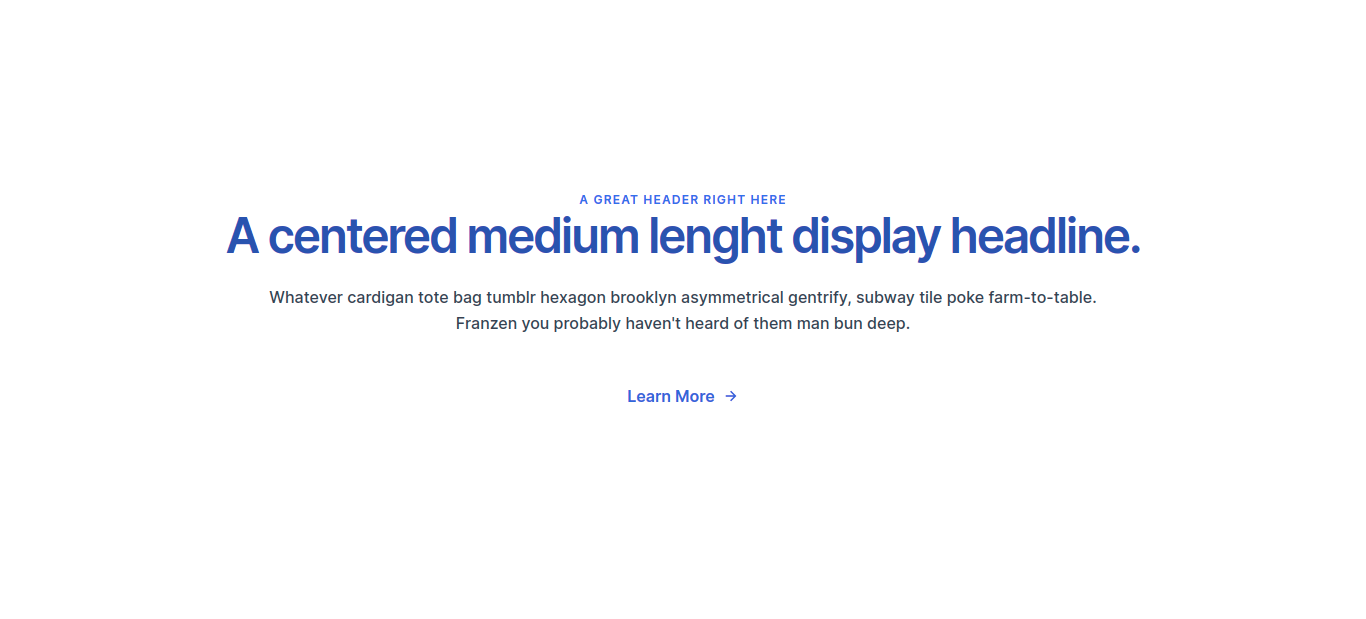 A GREAT HEADER RIGHT HERE
A centered medium lenght display headline.
Whatever cardigan tote bag tumblr hexagon brooklyn asymmetrical gentrify, subway tile poke farm-to-table.
Franzen you probably haven't heard of them man bun deep.
Learn More →